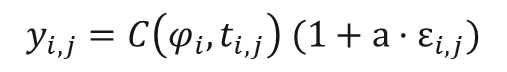 y_{i,j} = C(φ_i, t_{i,j}) (1 + a · ε_{i,j})